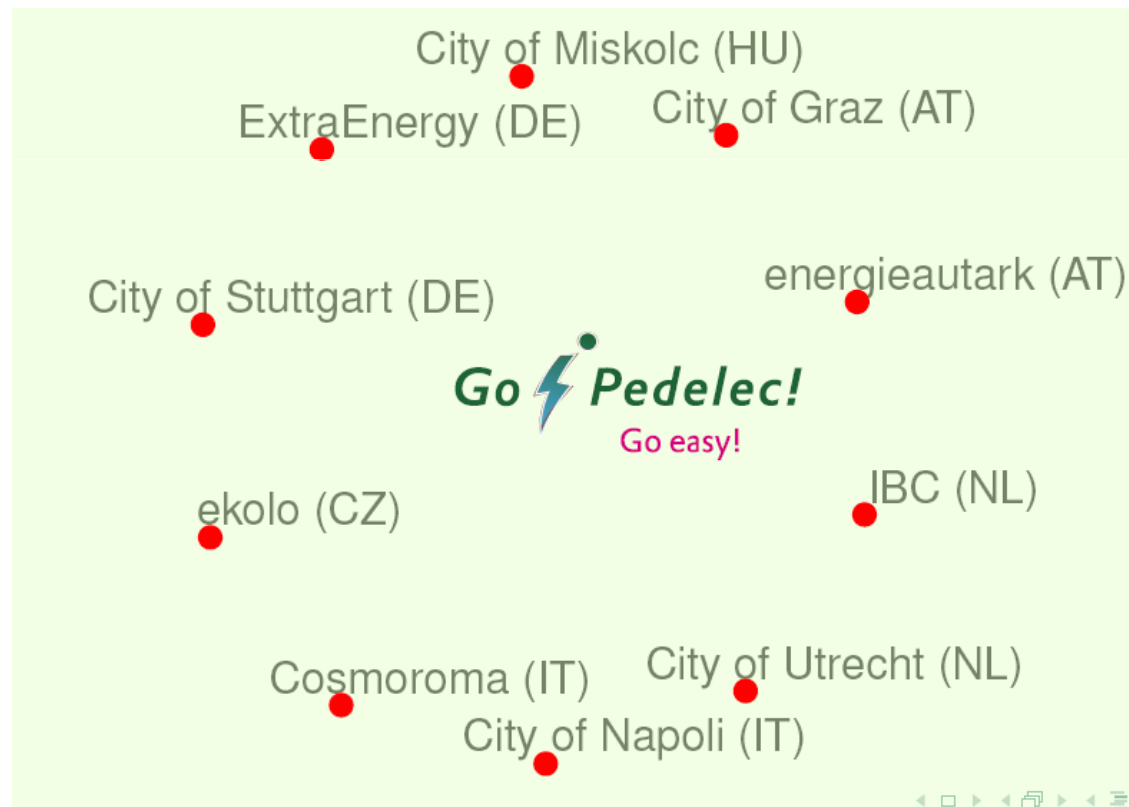 City of Miskolc (HU)
City of Graz (AT)
ExtraEnergy (DE)
energieautark (AT)
City of Stuttgart (DE)
Go Pedelec!
Go easy!
IBC (NL)
ekolo (CZ)
City of Utrecht (NL)
Cosmoroma (IT)
City of Napoli (IT)